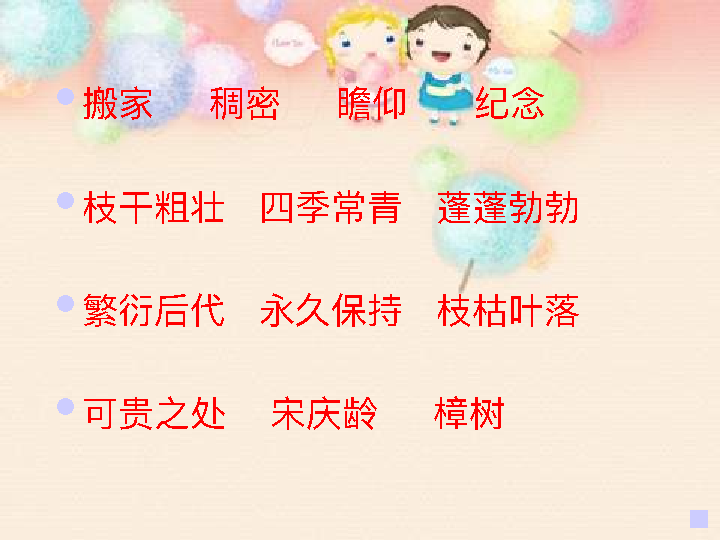 搬家 稠密 瞻仰 纪念
枝干粗壮 四季常青 蓬蓬勃勃
繁衍后代 永久保持 枝枯叶落
可贵之处 宋庆龄 樟树